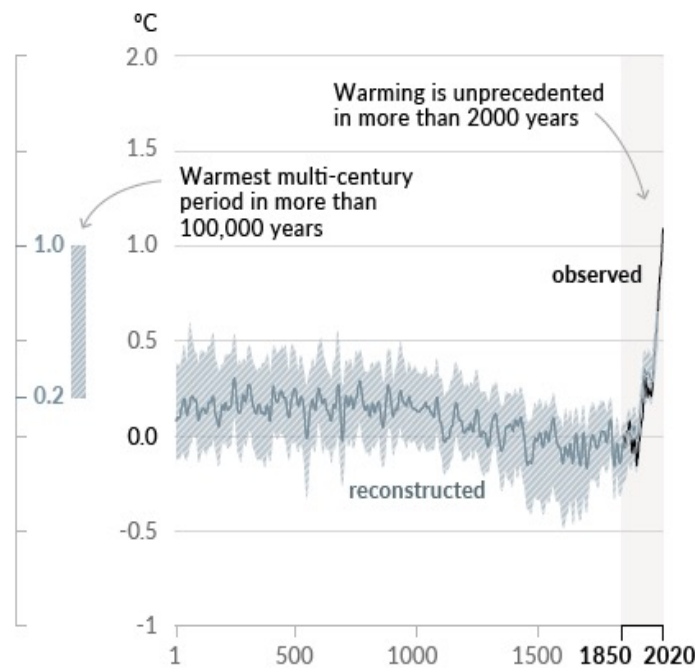 ºC
2.0
Warming is unprecedented
in more than 2000 years
1.5
Warmest multi-century
period in more than
100,000 years
1.0
1.0
observed
0.5
0.2
0.0
reconstructed
-0.5
-1
1 500 1000 1500 1850 2020